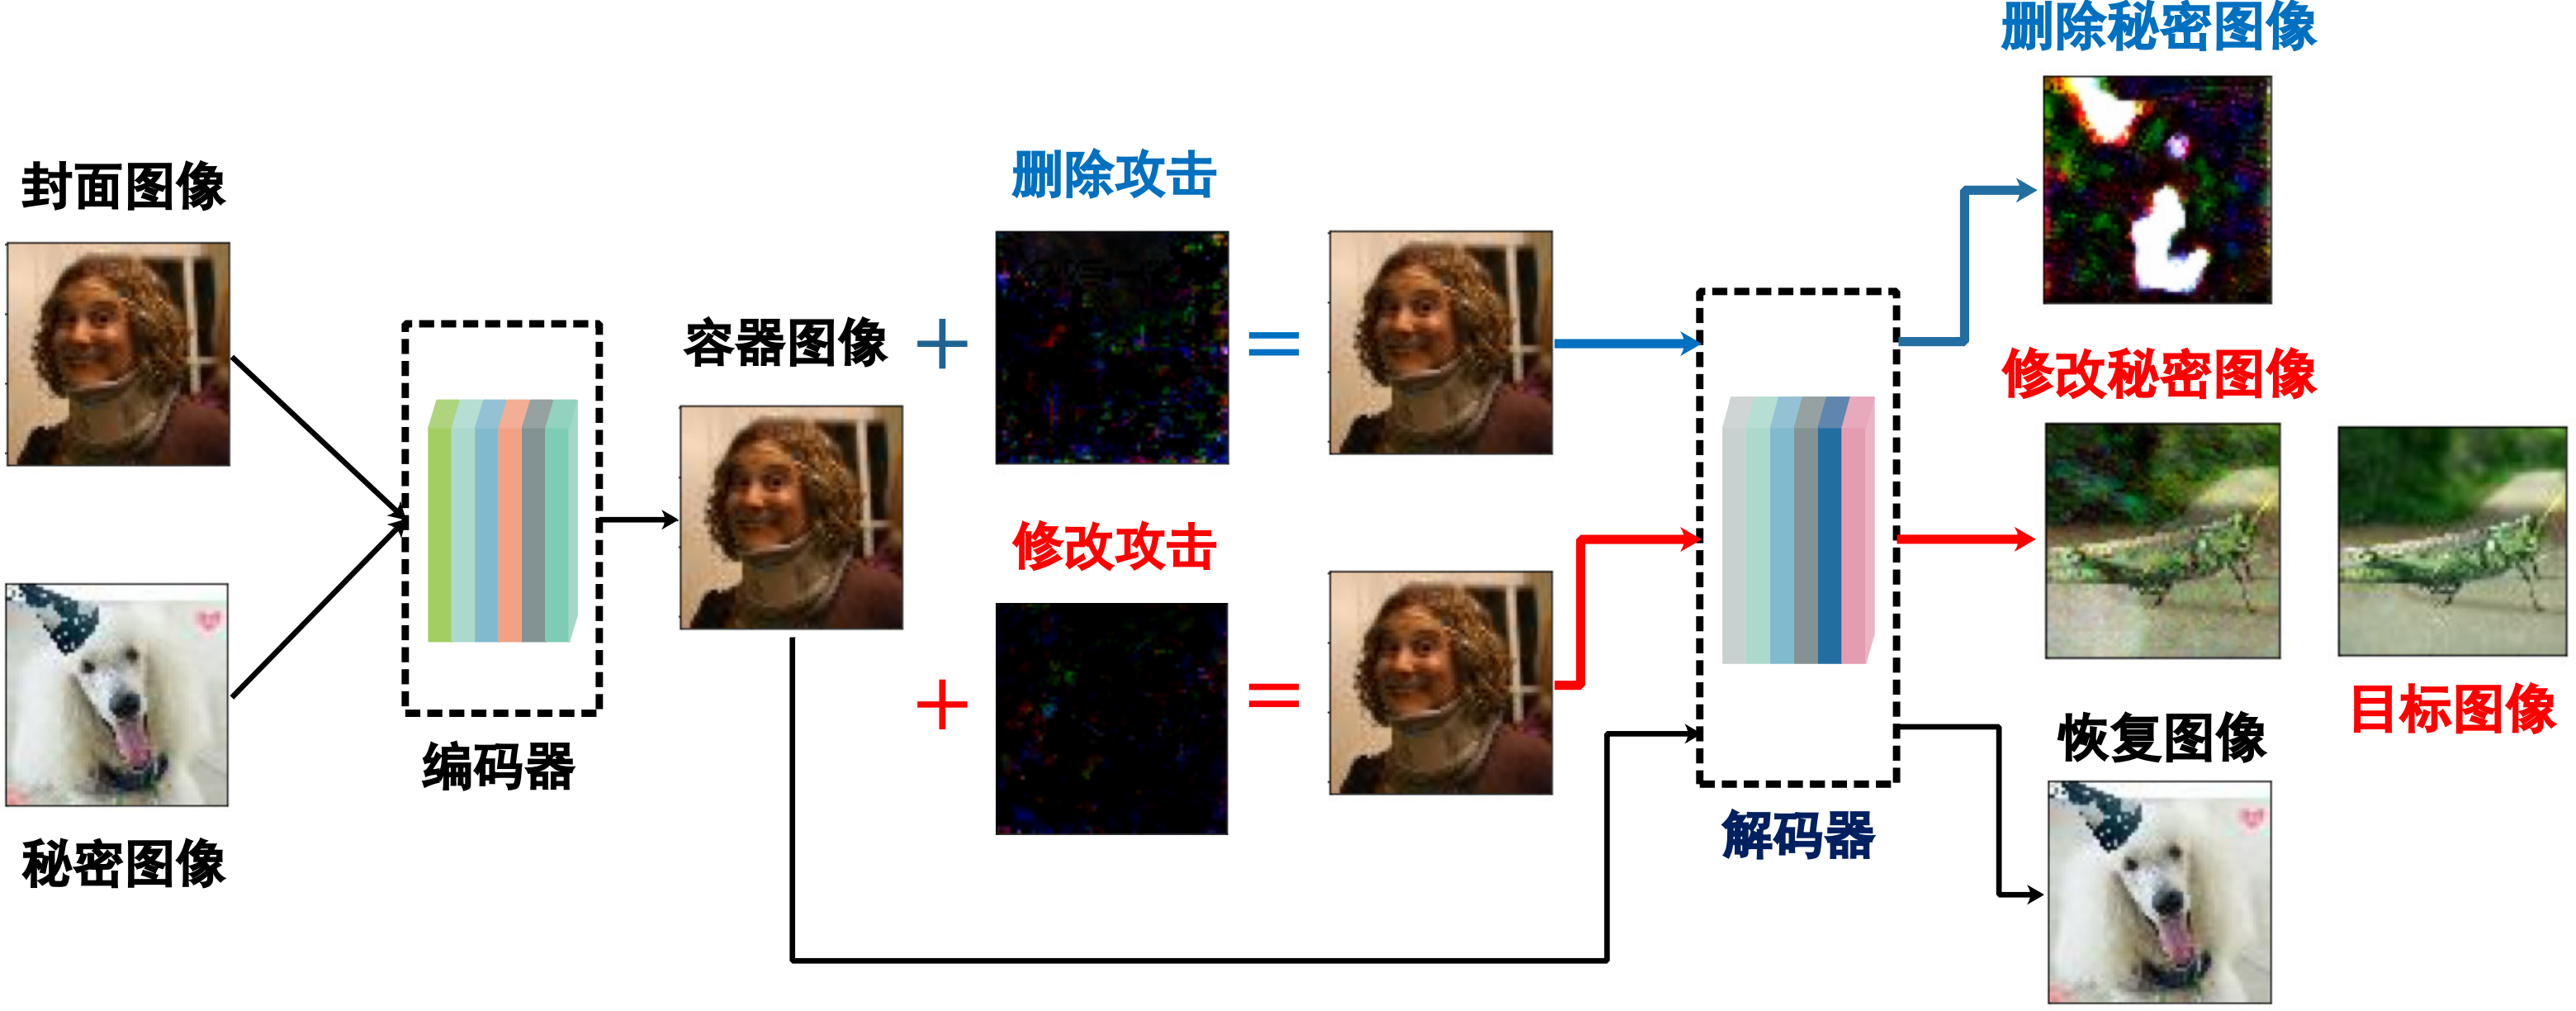 封面图像
秘密图像
编码器
容器图像
+
删除攻击
=
+
修改攻击
=
解码器
删除秘密图像
修改秘密图像
目标图像
恢复图像